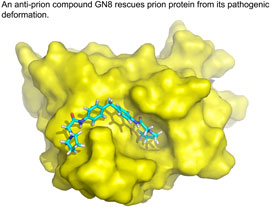 An anti-prion compound GN8 rescues prion protein from its pathogenic
deformation.